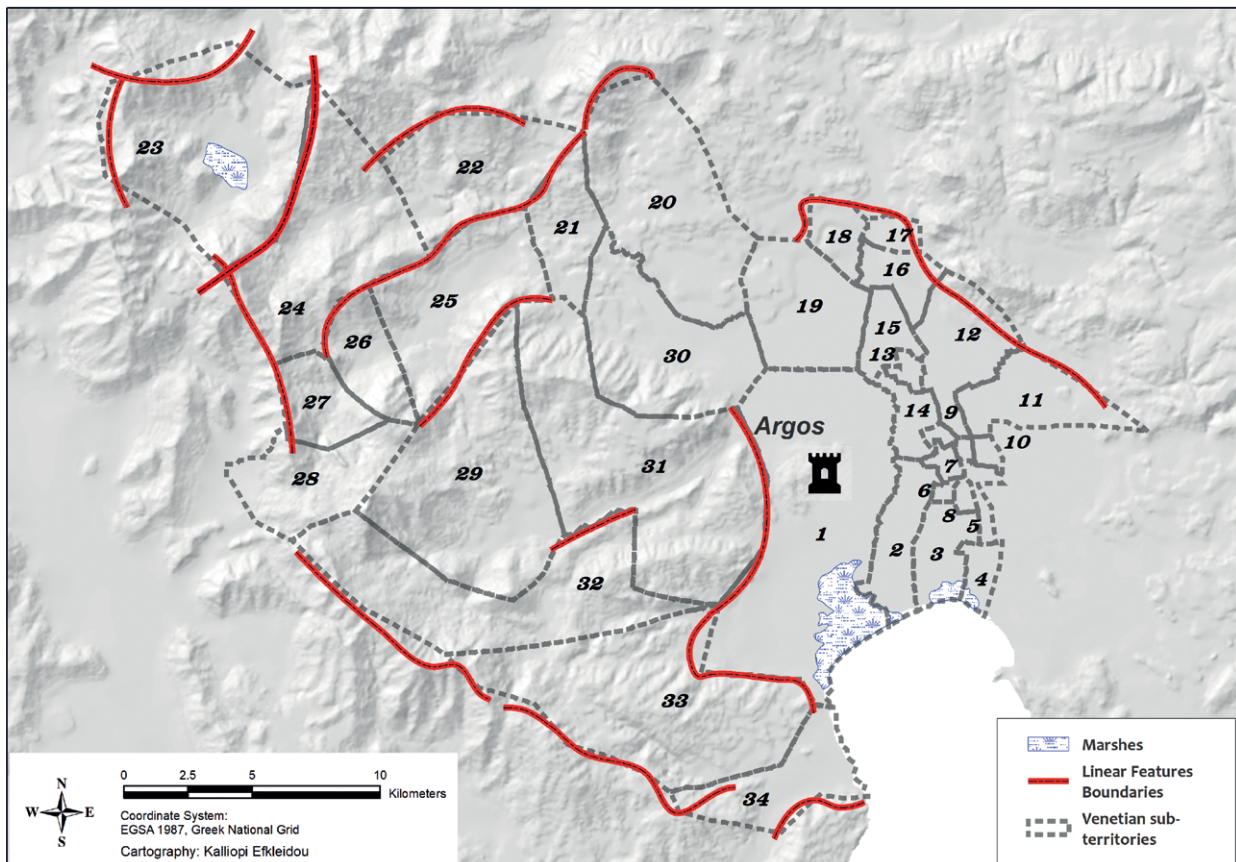 23
22
20
21
18
17
16
24
25
19
12
26
15
30
13
27
11
14
9
Argos
10
28
29
31
7
6
8
5
1
2
3
32
4
33
34
N
W E
S
0 2.5 5 10
Kilometers
Coordinate System:
EGSA 1987, Greek National Grid
Cartography: Kalliopi Efkleidou
Marshes
Linear Features
Boundaries
Venetian sub-
territories